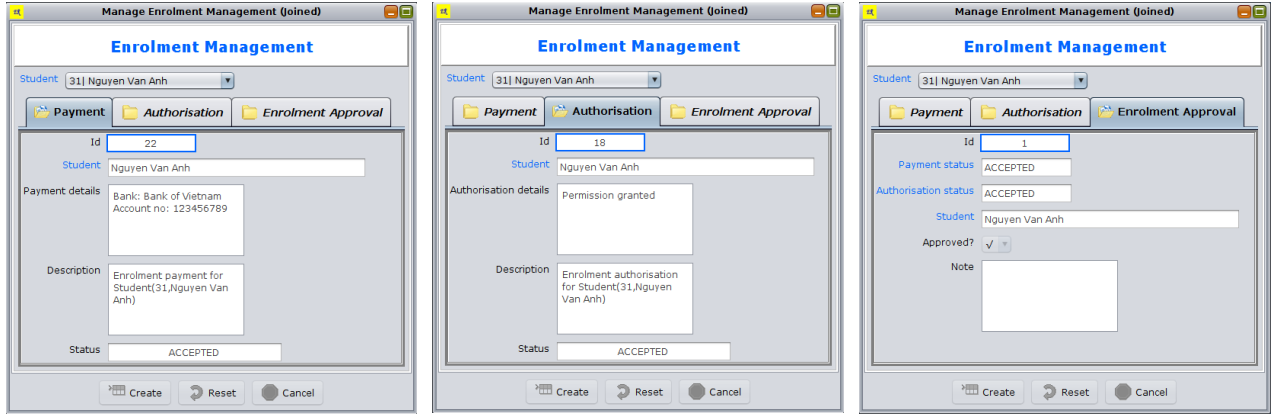 Manage Enrolment Management (Joined)
Enrolment Management
Student 31| Nguyen Van Anh
Payment Authorisation Enrolment Approval
Id 22
Student Nguyen Van Anh
Payment details Bank: Bank of Vietnam
Account no: 123456789
Description Enrolment payment for
Student(31,Nguyen Van
Anh)
Status ACCEPTED
Create Reset Cancel
Manage Enrolment Management (Joined)
Enrolment Management
Student 31| Nguyen Van Anh
Payment Authorisation Enrolment Approval
Id 18
Student Nguyen Van Anh
Authorisation details Permission granted
Description Enrolment authorisation
for Student(31,Nguyen
Van Anh)
Status ACCEPTED
Create Reset Cancel
Manage Enrolment Management (Joined)
Enrolment Management
Student 31| Nguyen Van Anh
Payment Authorisation Enrolment Approval
Id 1
Payment status ACCEPTED
Authorisation status ACCEPTED
Student Nguyen Van Anh
Approved? √
Note
Create Reset Cancel